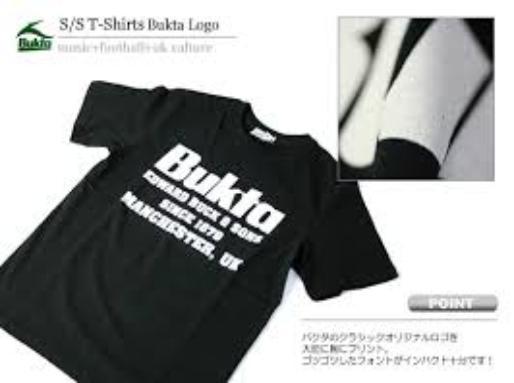 S/S T-Shirts Bukta Logo
Bukta
music+football+uk culture
Bukta
EDWARD BUCK & SONS
SINCE 1879
MANCHESTER, UK
POINT
バクタのクラシックオリジナルロゴを
大胆に胸にプリント。
ゴツゴツしたフォントがインパクト十分です！